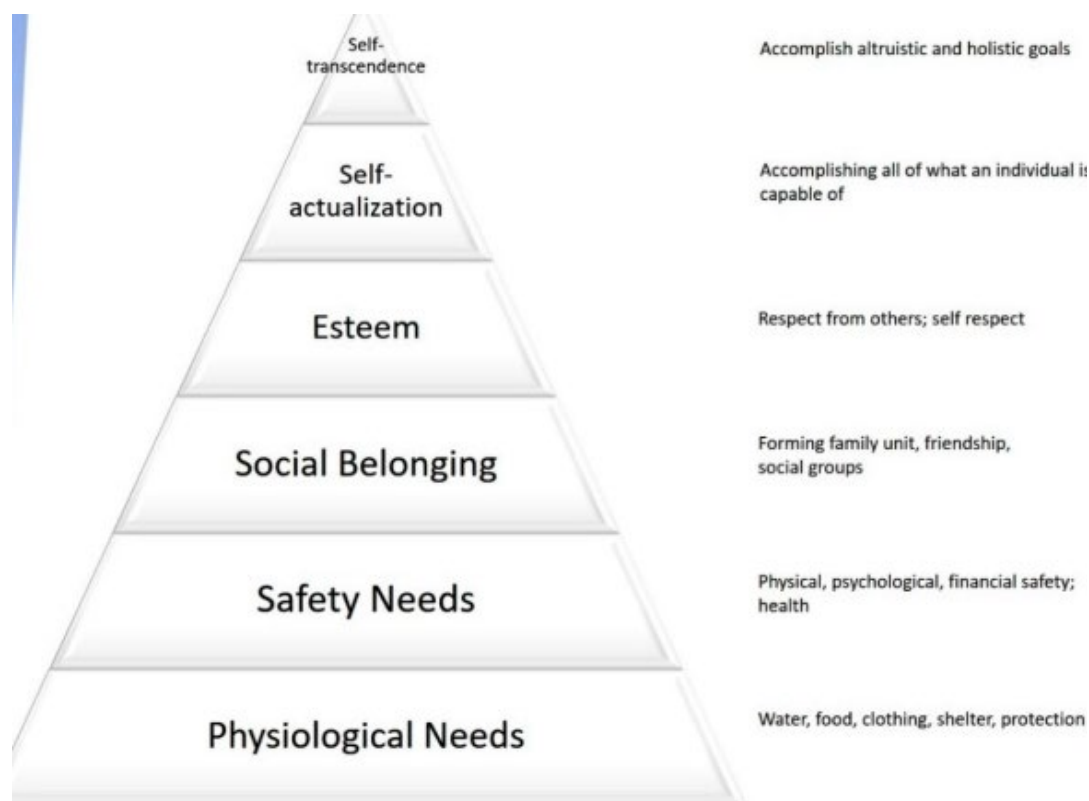 Self-
transcendence
Accomplish altruistic and holistic goals
Self-
actualization
Accomplishing all of what an individual is
capable of
Esteem
Respect from others; self respect
Social Belonging
Forming family unit, friendship,
social groups
Safety Needs
Physical, psychological, financial safety;
health
Physiological Needs
Water, food, clothing, shelter, protection